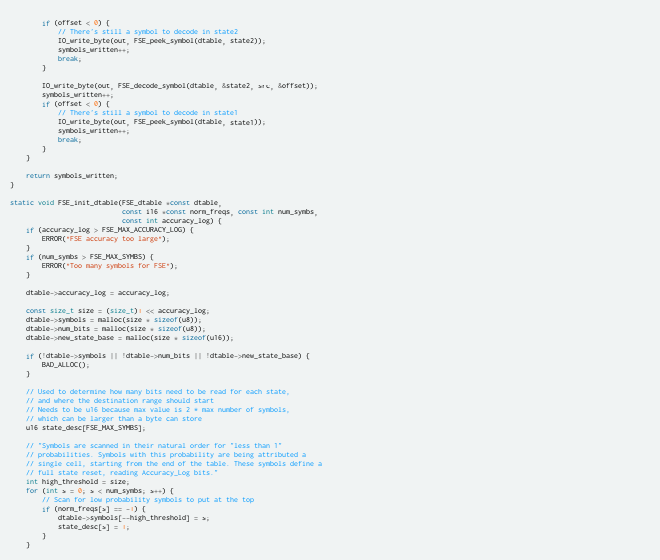 if (offset < 0) {
// There's still a symbol to decode in state2
IO_write_byte(out, FSE_peek_symbol(dtable, state2));
symbols_written++;
break;
}
IO_write_byte(out, FSE_decode_symbol(dtable, &state2, src, &offset));
symbols_written++;
if (offset < 0) {
// There's still a symbol to decode in state1
IO_write_byte(out, FSE_peek_symbol(dtable, state1));
symbols_written++;
break;
}
}
return symbols_written;
}
static void FSE_init_dtable(FSE_dtable *const dtable,
const i16 *const norm_freqs, const int num_symbs,
const int accuracy_log) {
if (accuracy_log > FSE_MAX_ACCURACY_LOG) {
ERROR("FSE accuracy too large");
}
if (num_symbs > FSE_MAX_SYMBS) {
ERROR("Too many symbols for FSE");
}
dtable->accuracy_log = accuracy_log;
const size_t size = (size_t)1 << accuracy_log;
dtable->symbols = malloc(size * sizeof(u8));
dtable->num_bits = malloc(size * sizeof(u8));
dtable->new_state_base = malloc(size * sizeof(u16));
if (!dtable->symbols || !dtable->num_bits || !dtable->new_state_base) {
BAD_ALLOC();
}
// Used to determine how many bits need to be read for each state,
// and where the destination range should start
// Needs to be u16 because max value is 2 * max number of symbols,
// which can be larger than a byte can store
u16 state_desc[FSE_MAX_SYMBS];
// "Symbols are scanned in their natural order for "less than 1"
// probabilities. Symbols with this probability are being attributed a
// single cell, starting from the end of the table. These symbols define a
// full state reset, reading Accuracy_Log bits."
int high_threshold = size;
for (int s = 0; s < num_symbs; s++) {
// Scan for low probability symbols to put at the top
if (norm_freqs[s] == -1) {
dtable->symbols[--high_threshold] = s;
state_desc[s] = 1;
}
}